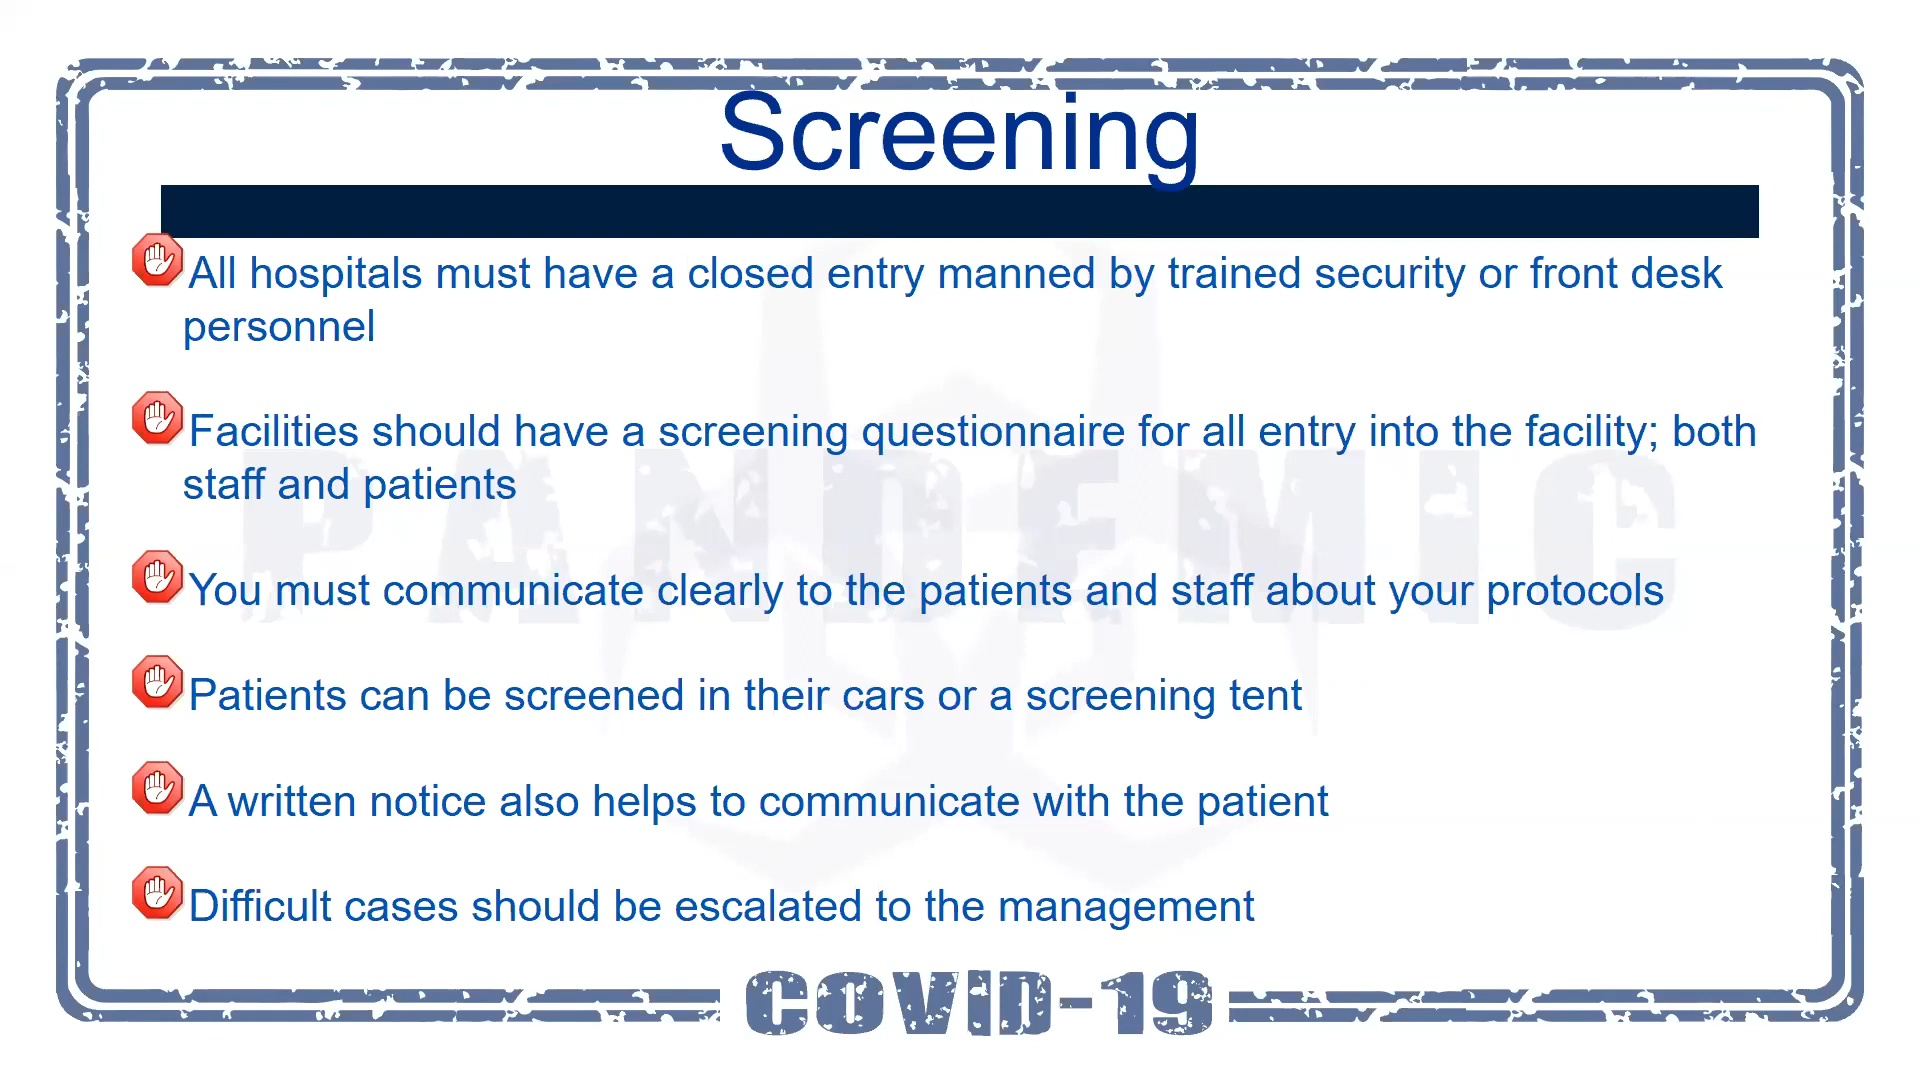 Screening
All hospitals must have a closed entry manned by trained security or front desk
personnel
Facilities should have a screening questionnaire for all entry into the facility; both
staff and patients
PANDEMIC
You must communicate clearly to the patients and staff about your protocols
Patients can be screened in their cars or a screening tent
A written notice also helps to communicate with the patient
Difficult cases should be escalated to the management
COVID-19